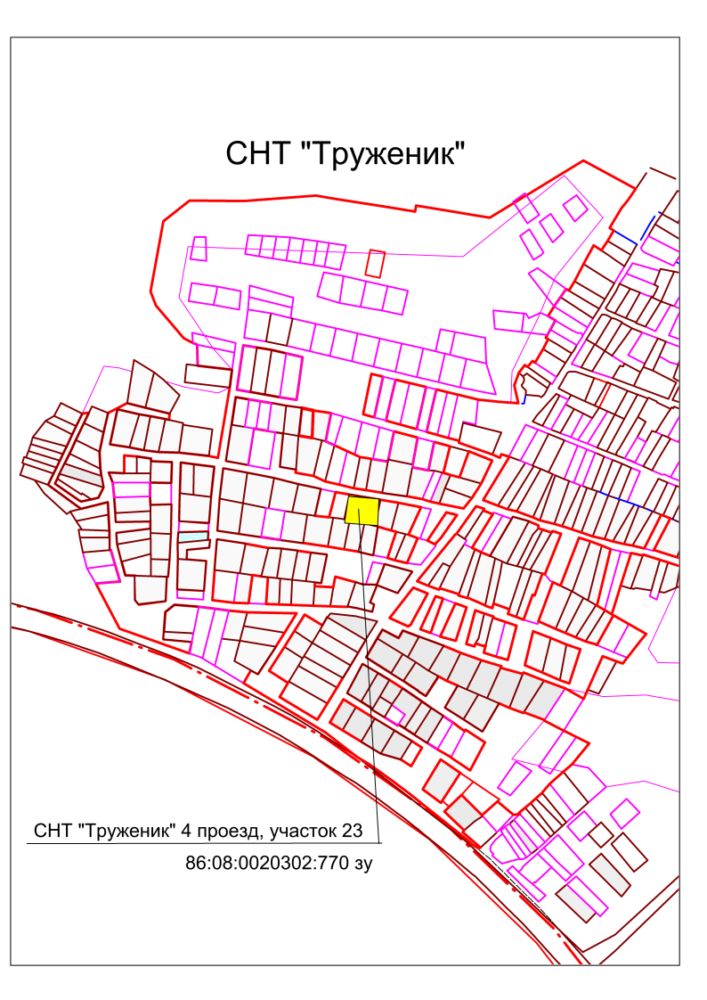 СНТ "Труженик"
СНТ "Труженик" 4 проезд, участок 23
86:08:0020302:770 зу